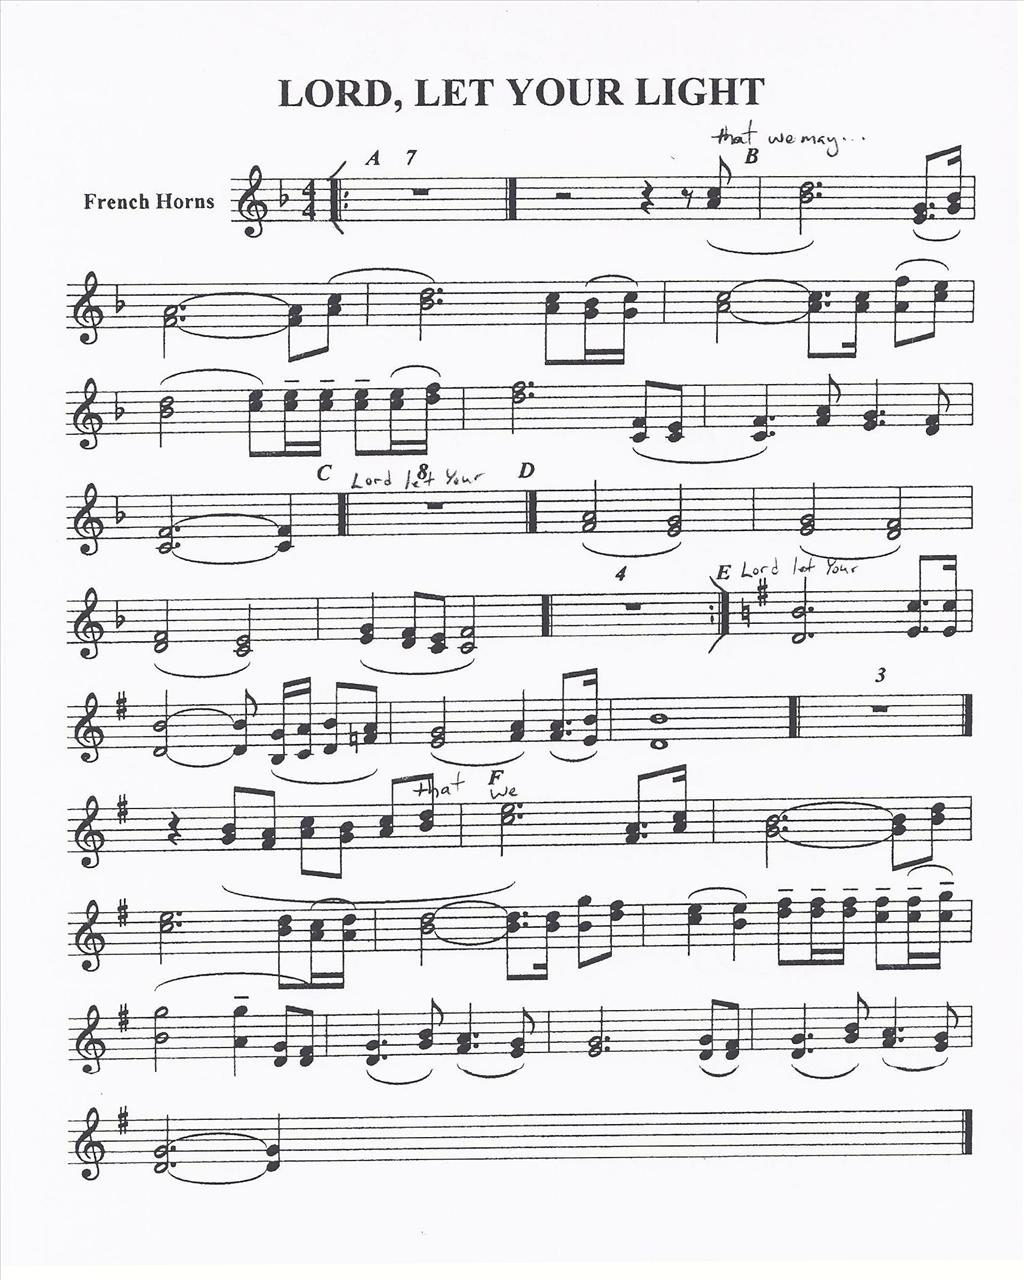 LORD, LET YOUR LIGHT
that we may...
A 7 B
French Horns
4
4
C Lord let Your 8 D
4 E Lord let Your
3
that F we